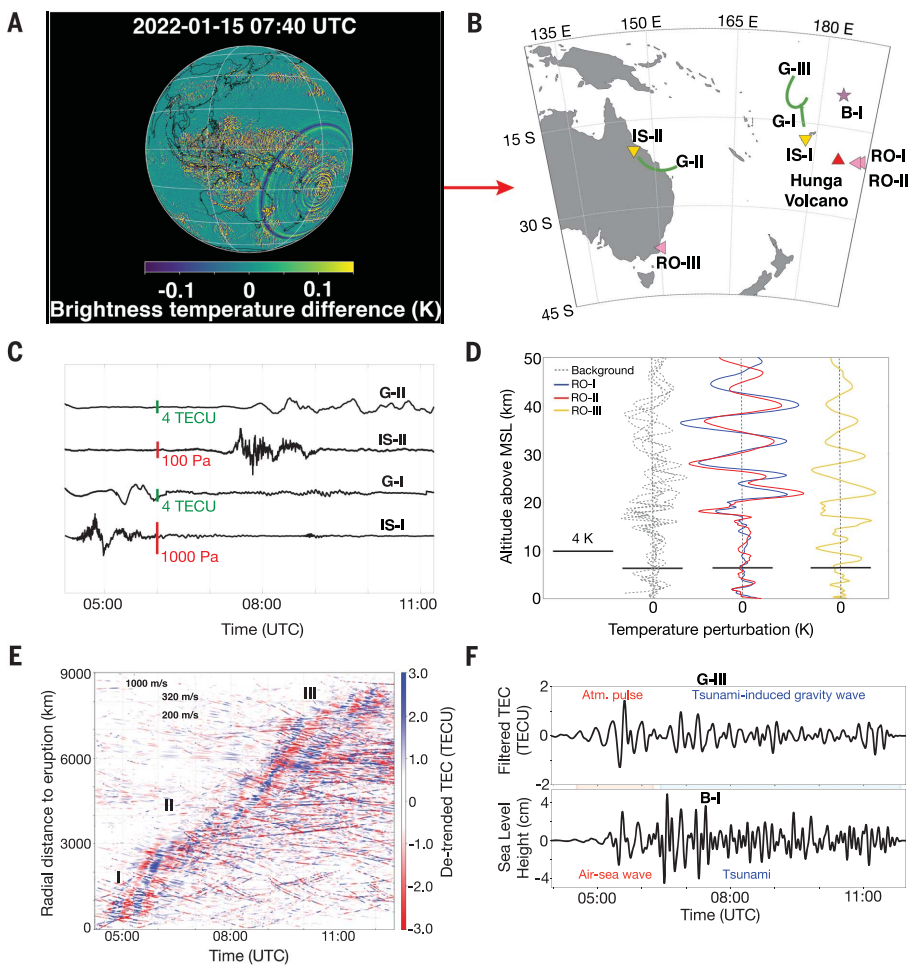 A
2022-01-15 07:40 UTC
-0.1 0 0.1
Brightness temperature difference (K)
B
135 E 150 E 165 E 180 E
15 S
30 S
45 S
G-III
B-I
G-I
IS-II
G-II
IS-I
RO-I
RO-II
Hunga
Volcano
RO-III
C
G-II
4 TECU
IS-II
100 Pa
G-I
4 TECU
IS-I
1000 Pa
05:00 08:00 11:00
Time (UTC)
D
Altitude above MSL (km)
50
40
30
20
10
0
Background
RO-I
RO-II
RO-III
4 K
0 0 0
Temperature perturbation (K)
E
Radial distance to eruption (km)
9000
6000
3000
0
1000 m/s
320 m/s
200 m/s
III
II
I
05:00 08:00 11:00
Time (UTC)
3.0
2.0
1.0
0
-1.0
-2.0
-3.0
De-trended TEC (TECU)
F
G-III
Filtered TEC
(TECU)
2
0
-2
Atm. pulse
Tsunami-induced gravity wave
B-I
Sea Level
Height (cm)
4
0
-4
Air-sea wave
Tsunami
05:00 08:00 11:00
Time (UTC)